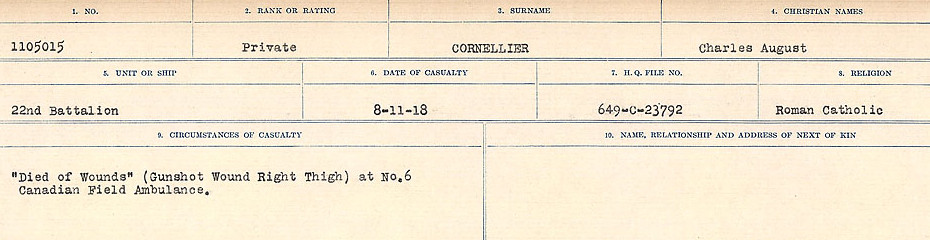 1. NO. 2. RANK OR RATING 3. SURNAME 4. CHRISTIAN NAMES
1105015 Private CORNELLIER Charles August
5. UNIT OR SHIP 6. DATE OF CASUALTY 7. H.Q. FILE NO. 8. RELIGION
22nd Battalion 8-11-18 649-C-23792 Roman Catholic
9. CIRCUMSTANCES OF CASUALTY 10. NAME, RELATIONSHIP AND ADDRESS OF NEXT OF KIN
"Died of Wounds" (Gunshot Wound Right Thigh) at No.6
Canadian Field Ambulance.